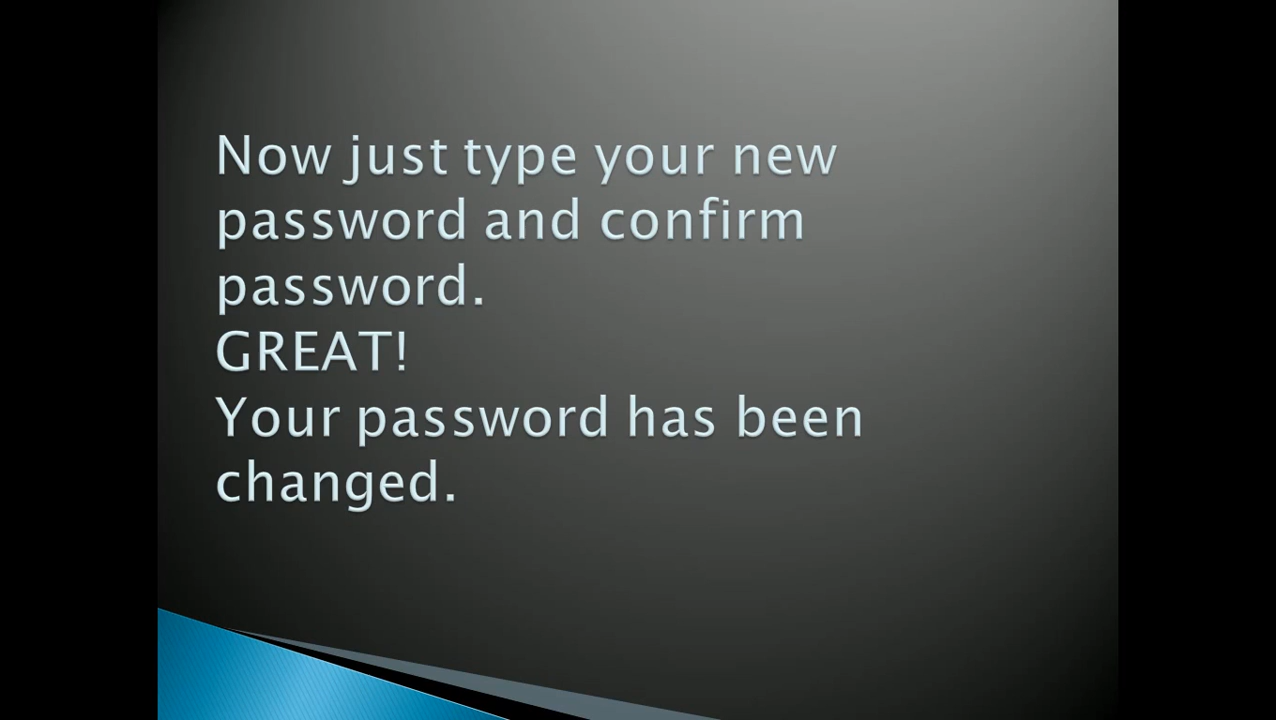 Now just type your new
password and confirm
password.
GREAT!
Your password has been
changed.